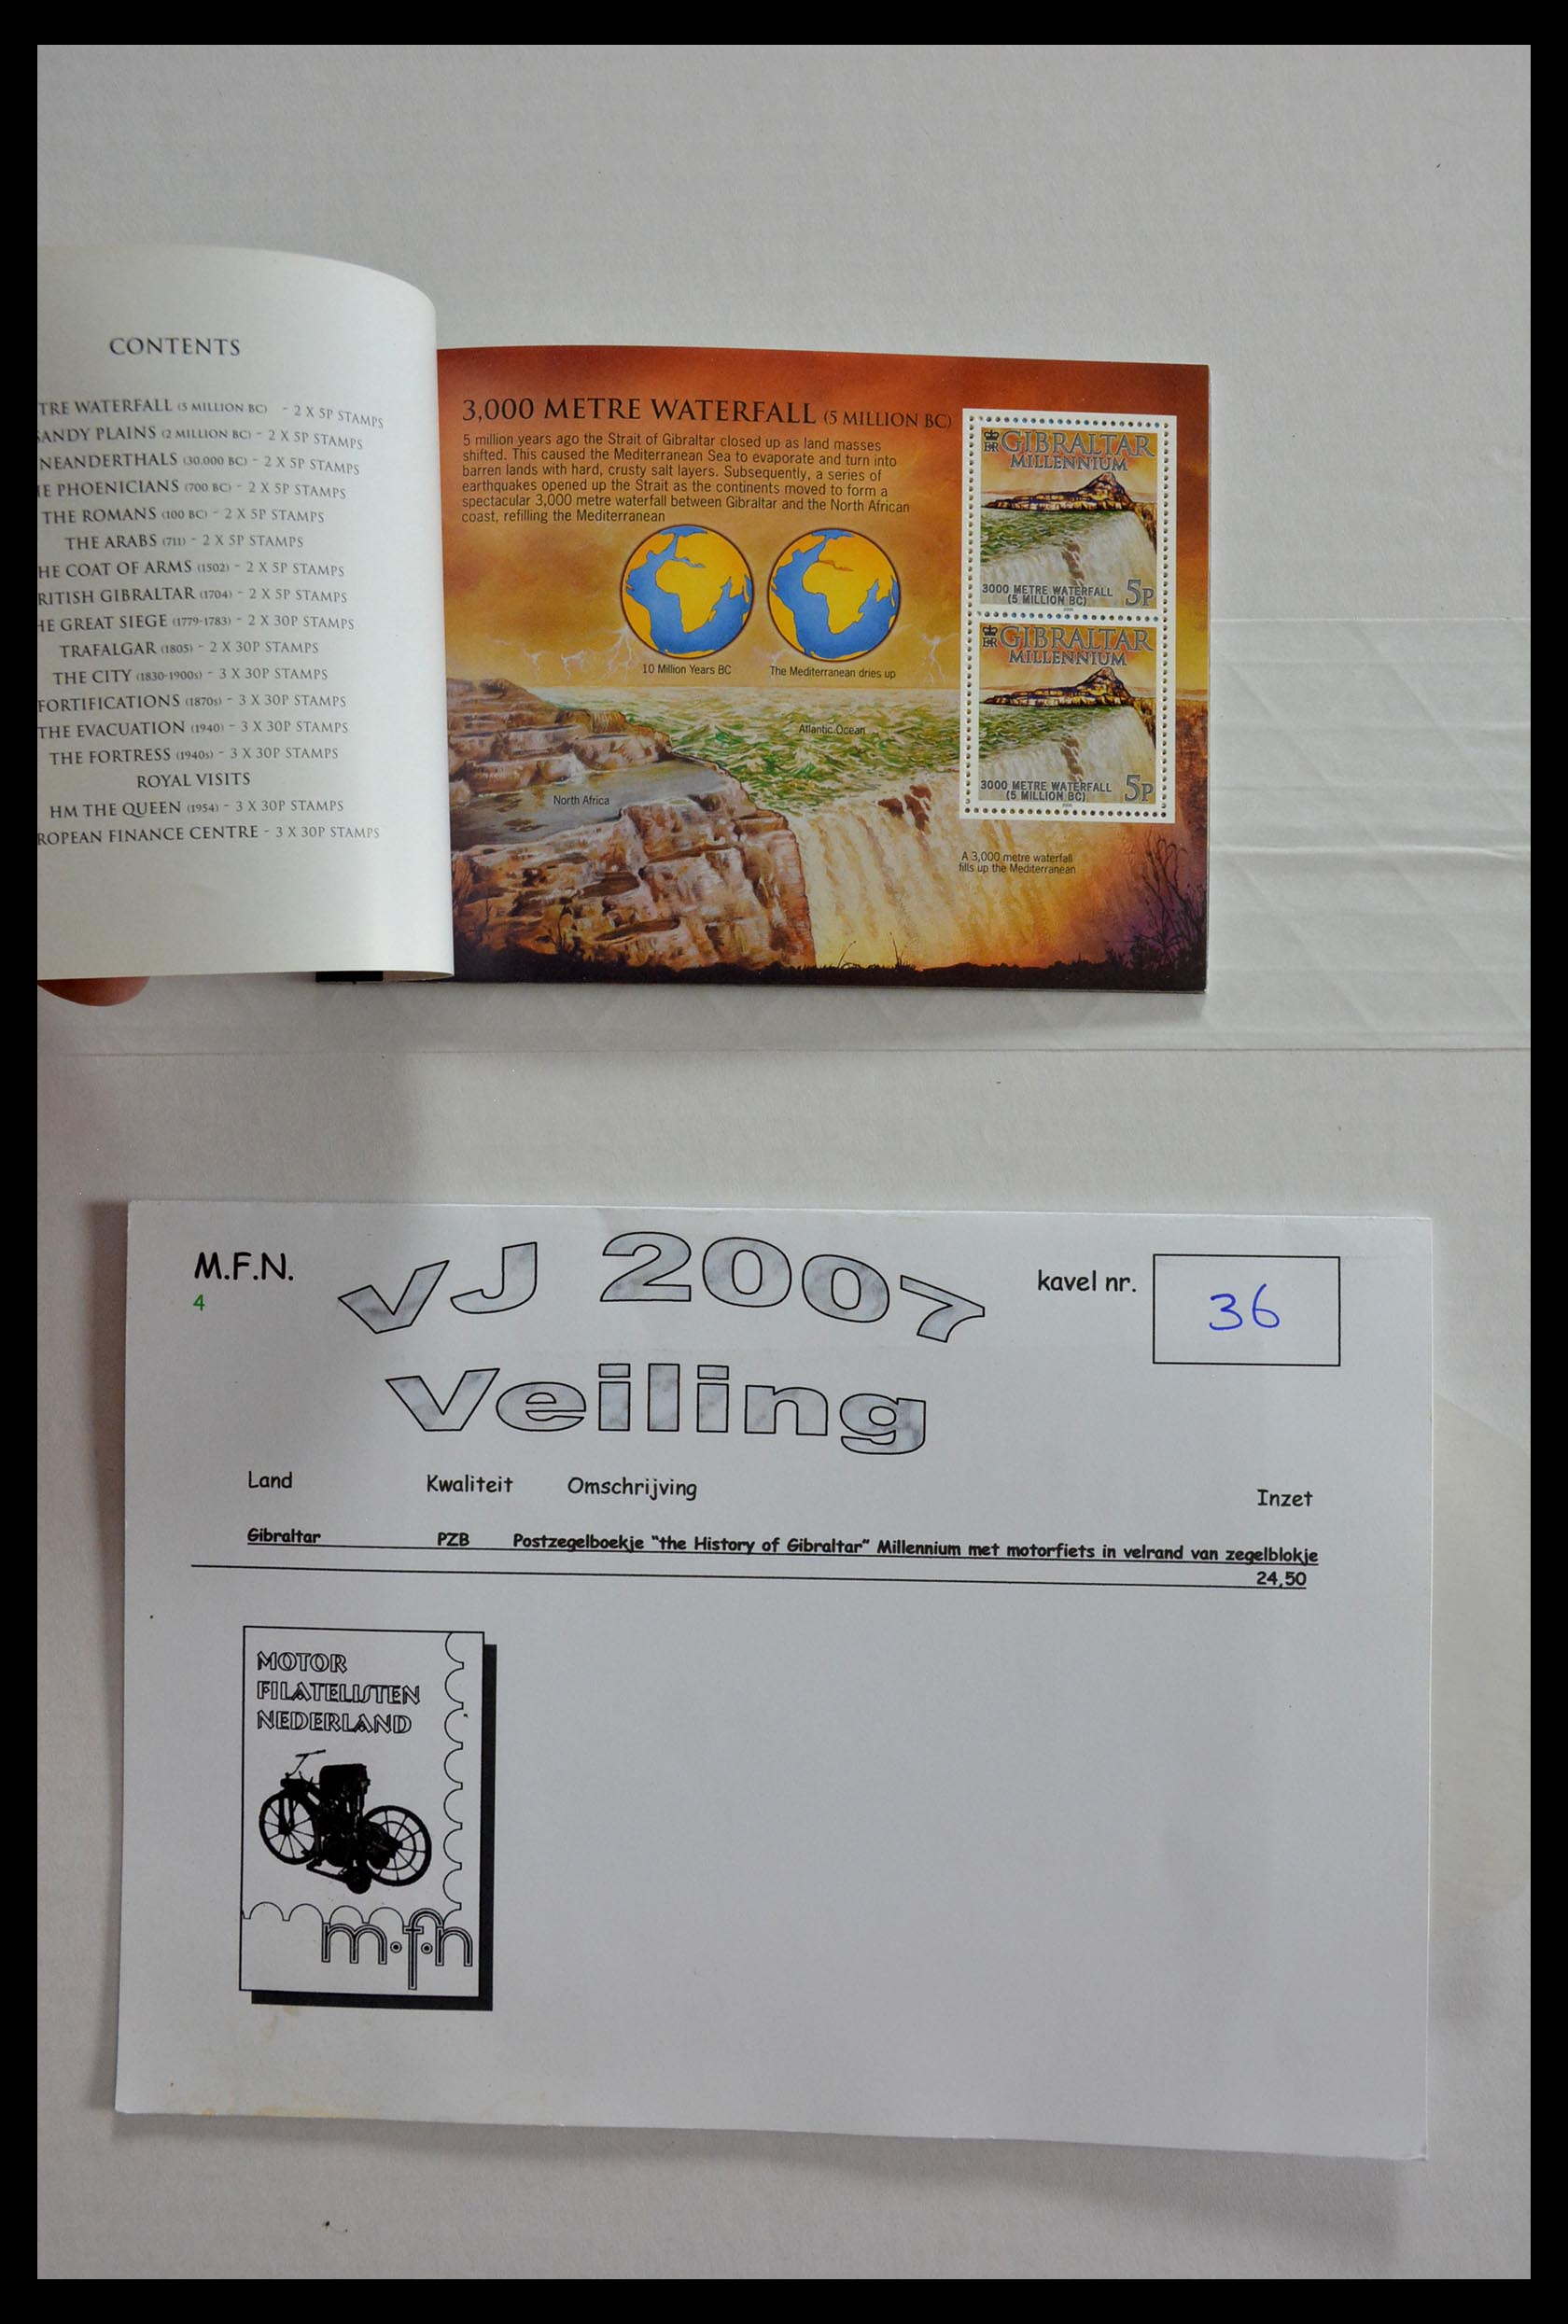 CONTENTS
TRE WATERFALL (5 MILLION BC) - 2 X 5P STAMPS
SANDY PLAINS (2 MILLION BC) - 2 X 5P STAMPS
NEANDERTHALS (30.000 BC) - 2 X 5P STAMPS
E PHOENICIANS (700 BC) - 2 X 5P STAMPS
THE ROMANS (100 BC) - 2 X 5P STAMPS
THE ARABS (711) - 2 X 5P STAMPS
HE COAT OF ARMS (1502) - 2 X 5P STAMPS
RITISH GIBRALTAR (1704) - 2 X 5P STAMPS
HE GREAT SIEGE (1779-1783) - 2 X 30P STAMPS
TRAFALGAR (1805) - 2 X 30P STAMPS
THE CITY (1830-1900s) - 3 X 30P STAMPS
FORTIFICATIONS (1870s) - 3 X 30P STAMPS
THE EVACUATION (1940) - 3 X 30P STAMPS
THE FORTRESS (1940s) - 3 X 30P STAMPS
ROYAL VISITS
HM THE QUEEN (1954) - 3 X 30P STAMPS
ROPEAN FINANCE CENTRE - 3 X 30P STAMPS
3,000 METRE WATERFALL (5 MILLION BC)
5 million years ago the Strait of Gibraltar closed up as land masses
shifted. This caused the Mediterranean Sea to evaporate and turn into
barren lands with hard, crusty salt layers. Subsequently, a series of
earthquakes opened up the Strait as the continents moved to form a
spectacular 3,000 metre waterfall between Gibraltar and the North African
coast, refilling the Mediterranean
10 Million Years BC
The Mediterranean dries up
Atlantic Ocean
North Africa
GIBRALTAR
MILLENNIUM
3000 METRE WATERFALL
(5 MILLION BC)
5P
GIBRALTAR
MILLENNIUM
3000 METRE WATERFALL
(5 MILLION BC)
5P
A 3,000 metre waterfall
fills up the Mediterranean
M.F.N.
4
VJ 2007
Veiling
kavel nr.
36
Land Kwaliteit Omschrijving Inzet
Gibraltar PZB Postzegelboekje "the History of Gibraltar" Millennium met motorfiets in velrand van zegelblokje
24,50
MOTOR
FILATELISTEN
NEDERLAND
m.f.n